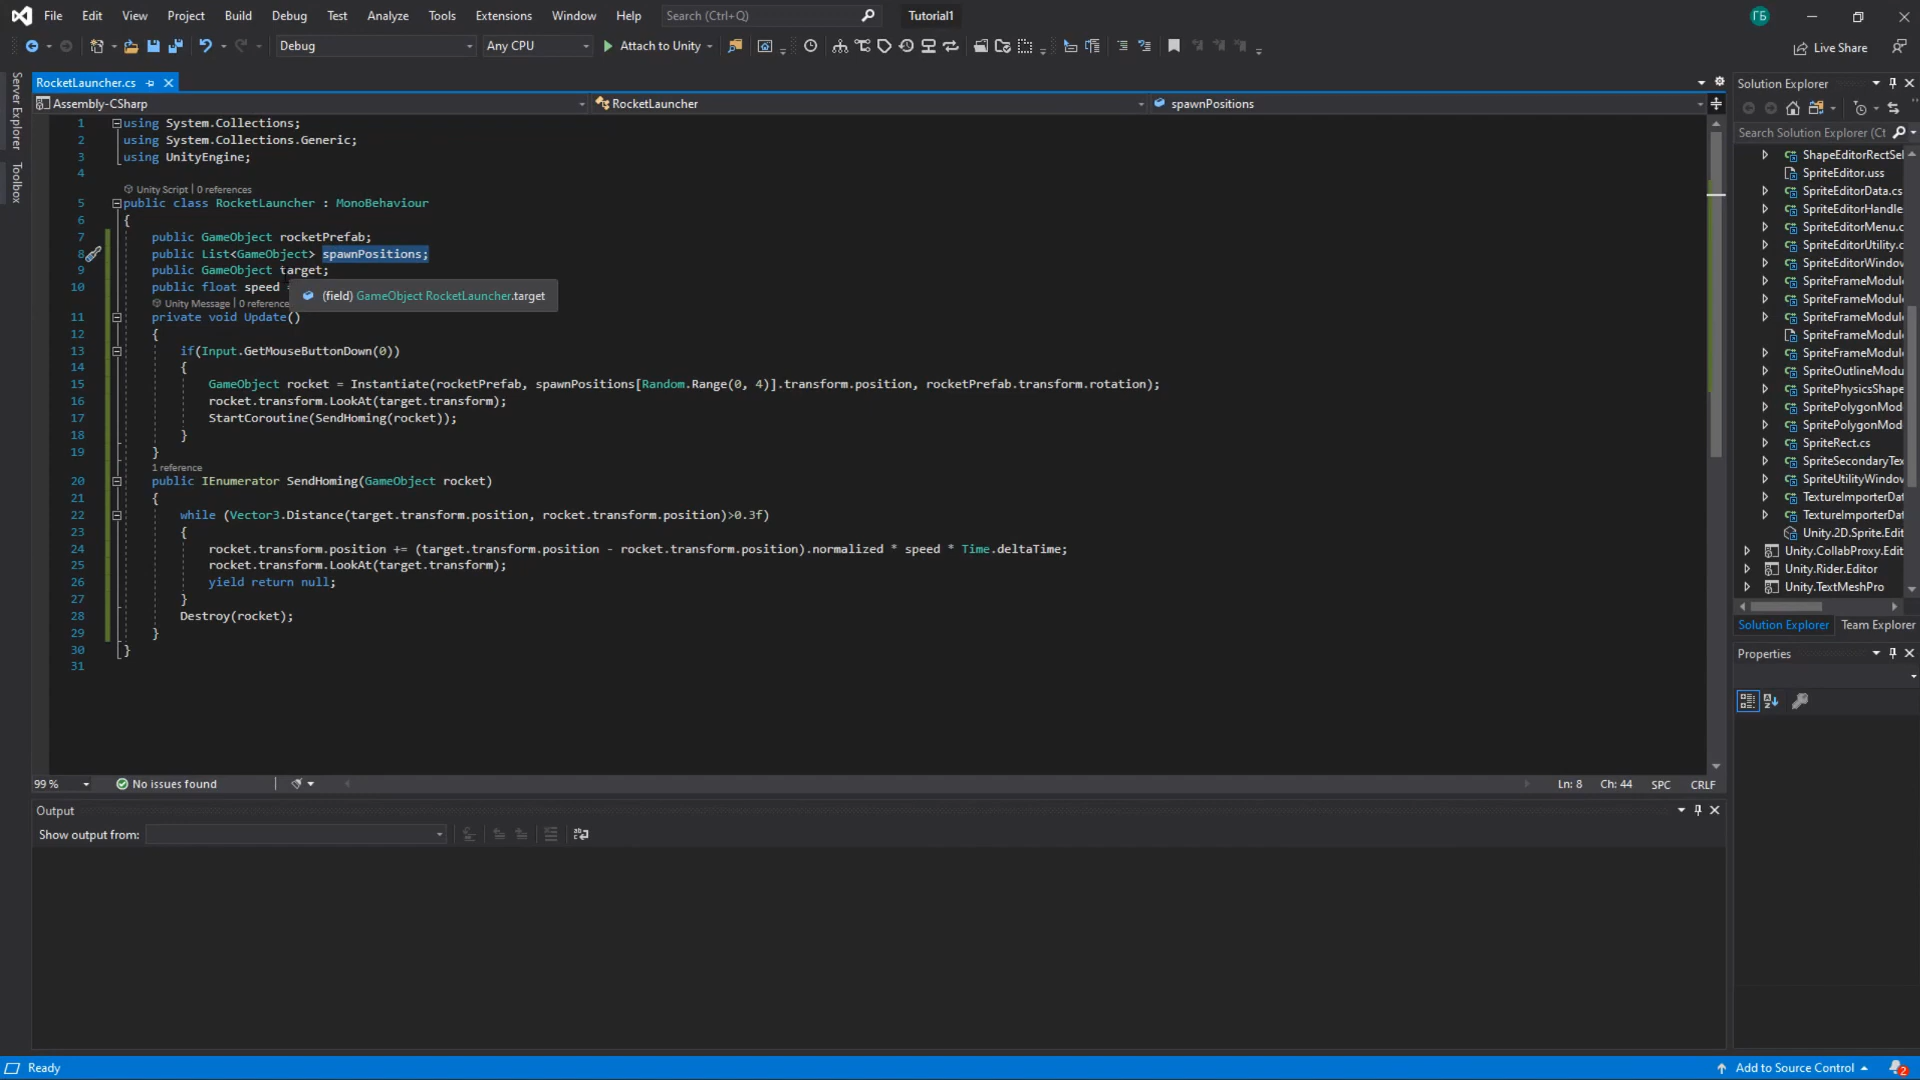 File Edit View Project Build Debug Test Analyze Tools Extensions Window Help Search (Ctrl+Q) Tutorial1 ГБ
Debug Any CPU Attach to Unity Live Share
Server Explorer
Toolbox
RocketLauncher.cs
Assembly-CSharp RocketLauncher spawnPositions
1 using System.Collections;
2 using System.Collections.Generic;
3 using UnityEngine;
4
Unity Script | 0 references
5 public class RocketLauncher : MonoBehaviour
6 {
7 public GameObject rocketPrefab;
8 public List<GameObject> spawnPositions;
9 public GameObject target;
10 public float speed
(field) GameObject RocketLauncher.target
Unity Message | 0 references
11 private void Update()
12 {
13 if(Input.GetMouseButtonDown(0))
14 {
15 GameObject rocket = Instantiate(rocketPrefab, spawnPositions[Random.Range(0, 4)].transform.position, rocketPrefab.transform.rotation);
16 rocket.transform.LookAt(target.transform);
17 StartCoroutine(SendHoming(rocket));
18 }
19 }
1 reference
20 public IEnumerator SendHoming(GameObject rocket)
21 {
22 while (Vector3.Distance(target.transform.position, rocket.transform.position)>0.3f)
23 {
24 rocket.transform.position += (target.transform.position - rocket.transform.position).normalized * speed * Time.deltaTime;
25 rocket.transform.LookAt(target.transform);
26 yield return null;
27 }
28 Destroy(rocket);
29 }
30 }
31
99 % No issues found Ln: 8 Ch: 44 SPC CRLF
Output
Show output from:
Solution Explorer
Search Solution Explorer (Ct
ShapeEditorRectSel
SpriteEditor.uss
SpriteEditorData.cs
SpriteEditorHandle
SpriteEditorMenu.c
SpriteEditorUtility.c
SpriteEditorWindow
SpriteFrameModule
SpriteFrameModule
SpriteFrameModule
SpriteFrameModule
SpriteOutlineModu
SpritePhysicsShape
SpritePolygonMod
SpritePolygonMod
SpriteRect.cs
SpriteSecondaryTex
SpriteUtilityWindow
TextureImporterDat
TextureImporterDat
Unity.2D.Sprite.Edit
Unity.CollabProxy.Edit
Unity.Rider.Editor
Unity.TextMeshPro
Solution Explorer Team Explorer
Properties
Ready Add to Source Control 2